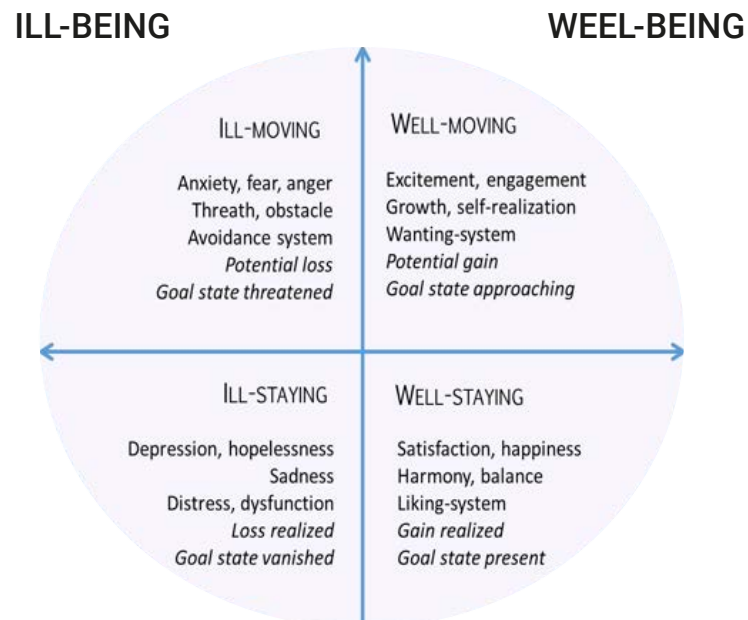 ILL-BEING
WEEL-BEING
ILL-MOVING
Anxiety, fear, anger
Threath, obstacle
Avoidance system
Potential loss
Goal state threatened
WELL-MOVING
Excitement, engagement
Growth, self-realization
Wanting-system
Potential gain
Goal state approaching
ILL-STAYING
Depression, hopelessness
Sadness
Distress, dysfunction
Loss realized
Goal state vanished
WELL-STAYING
Satisfaction, happiness
Harmony, balance
Liking-system
Gain realized
Goal state present